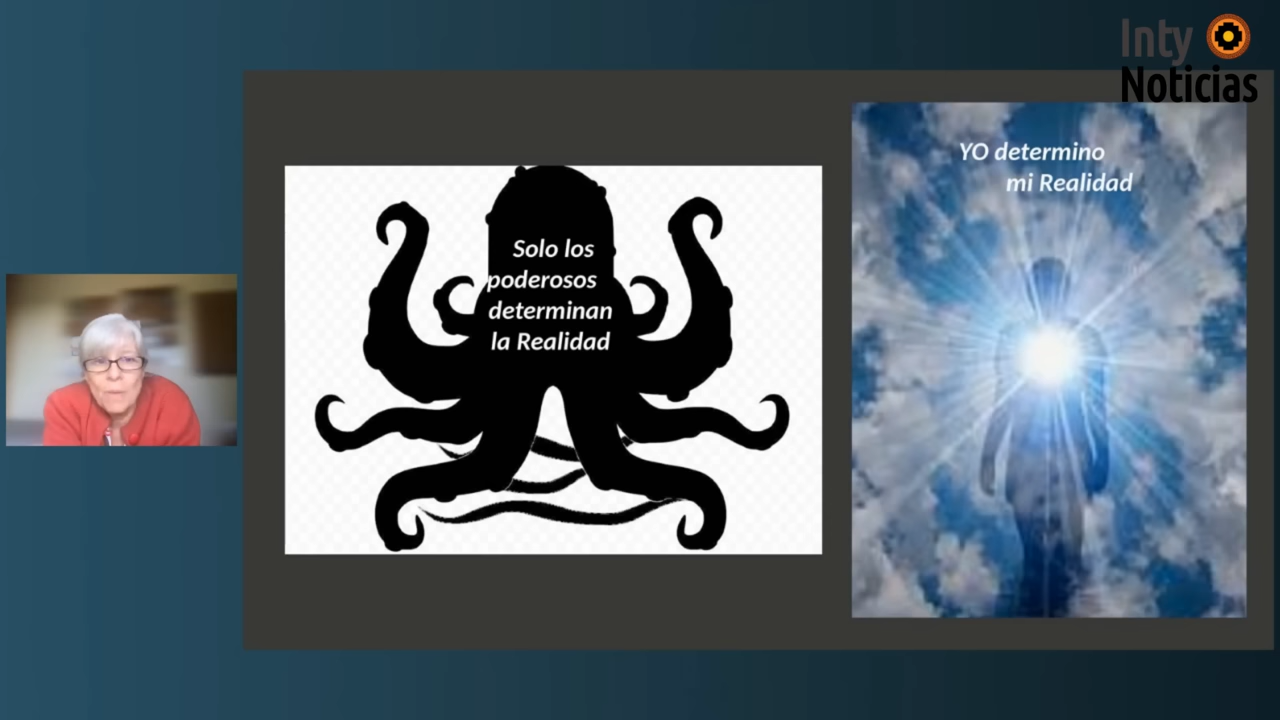 Inty
Noticias
Solo los
poderosos
determinan
la Realidad
YO determino
mi Realidad